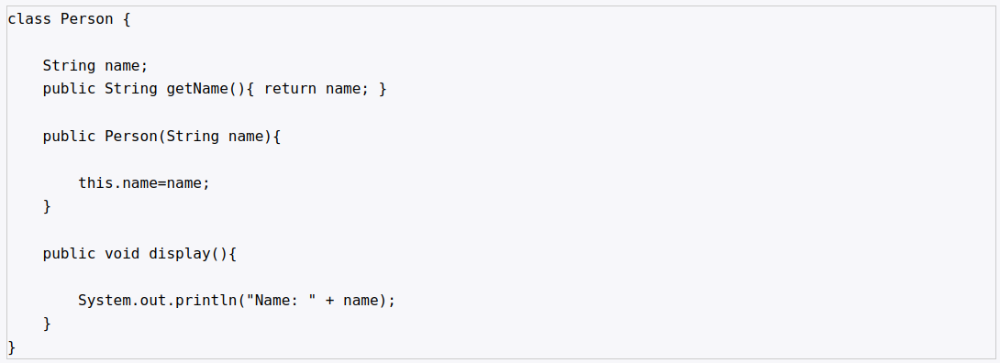 class Person {
    String name;
    public String getName(){ return name; }
    public Person(String name){
        this.name=name;
    }
    public void display(){
        System.out.println("Name: " + name);
    }
}